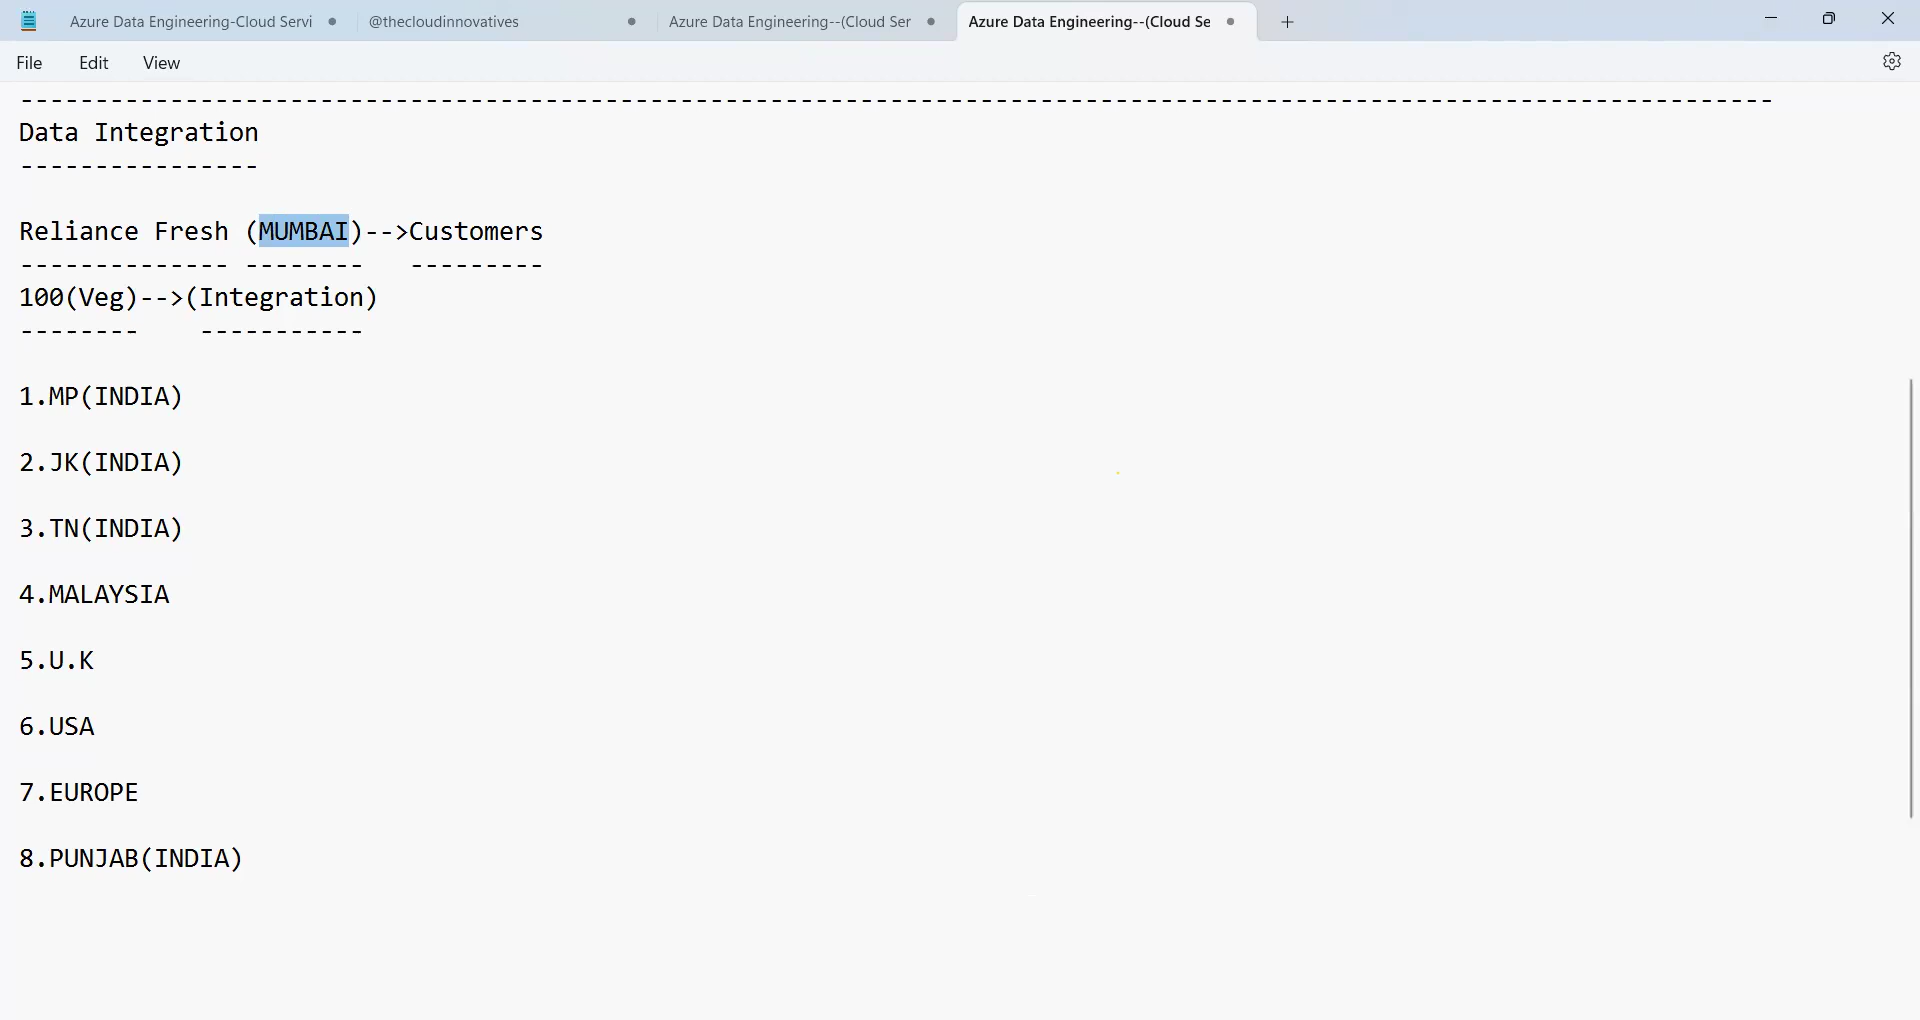 Azure Data Engineering-Cloud Servi
@thecloudinnovatives
Azure Data Engineering--(Cloud Ser
Azure Data Engineering--(Cloud Se
File Edit View
---------------------------------------------------------------------------------------------------------------------
Data Integration
----------------
Reliance Fresh (MUMBAI)-->Customers
-------------- -------- ---------
100(Veg)-->(Integration)
-------- -----------
1.MP(INDIA)
2.JK(INDIA)
3.TN(INDIA)
4.MALAYSIA
5.U.K
6.USA
7.EUROPE
8.PUNJAB(INDIA)